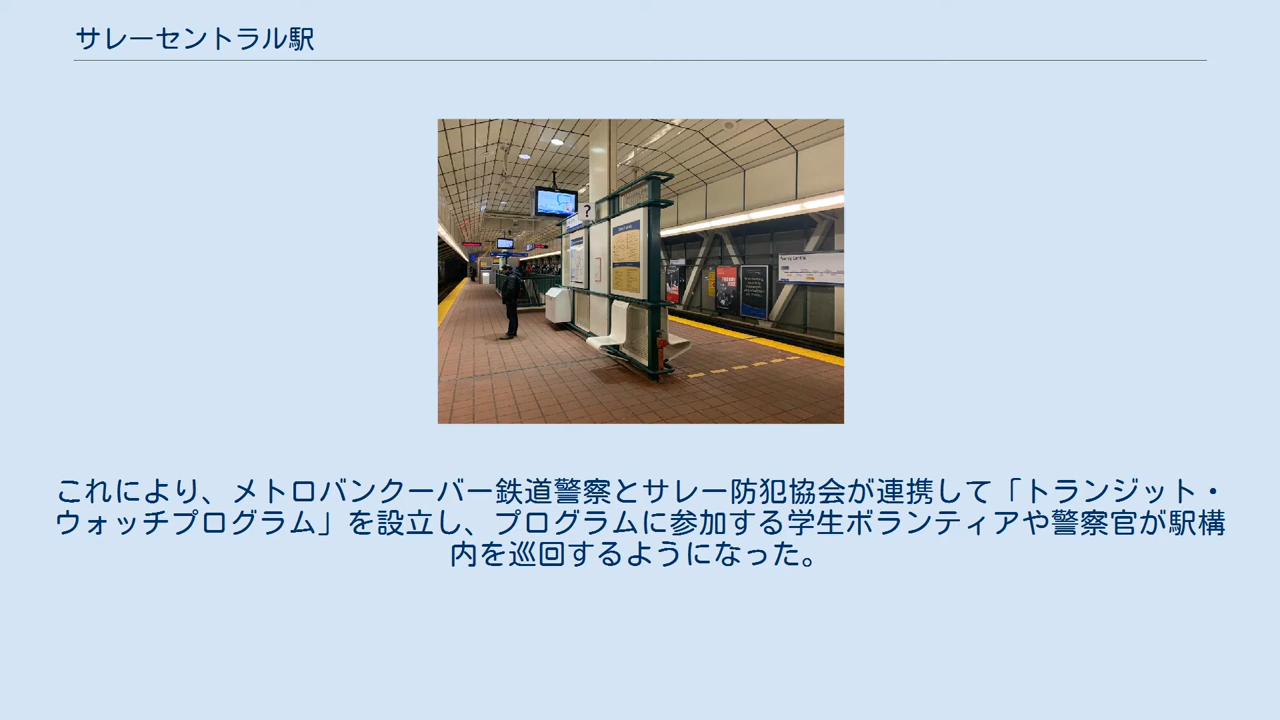 サレーセントラル駅
?
これにより、メトロバンクーバー鉄道警察とサレー防犯協会が連携して「トランジット・
ウォッチプログラム」を設立し、プログラムに参加する学生ボランティアや警察官が駅構
内を巡回するようになった。